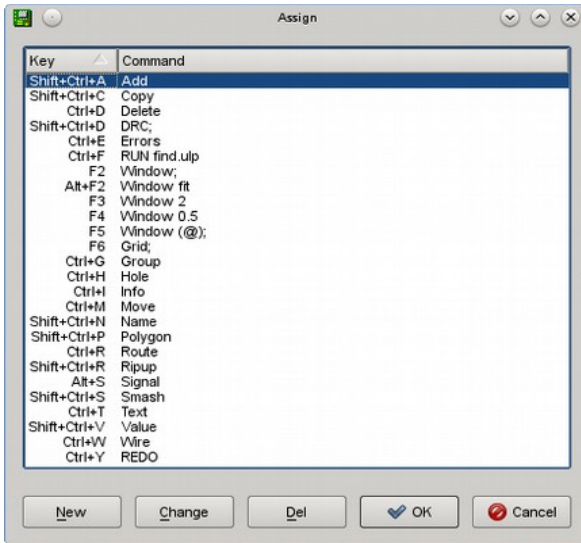 Assign
Key Command
Shift+Ctrl+A Add
Shift+Ctrl+C Copy
Ctrl+D Delete
Shift+Ctrl+D DRC;
Ctrl+E Errors
Ctrl+F RUN find.ulp
F2 Window;
Alt+F2 Window fit
F3 Window 2
F4 Window 0.5
F5 Window (@);
F6 Grid;
Ctrl+G Group
Ctrl+H Hole
Ctrl+I Info
Ctrl+M Move
Shift+Ctrl+N Name
Shift+Ctrl+P Polygon
Ctrl+R Route
Shift+Ctrl+R Ripup
Alt+S Signal
Shift+Ctrl+S Smash
Ctrl+T Text
Shift+Ctrl+V Value
Ctrl+W Wire
Ctrl+Y REDO
New Change Del OK Cancel